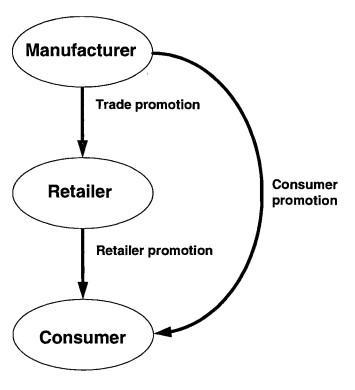 Manufacturer
Trade promotion
Retailer
Consumer
promotion
Retailer promotion
Consumer